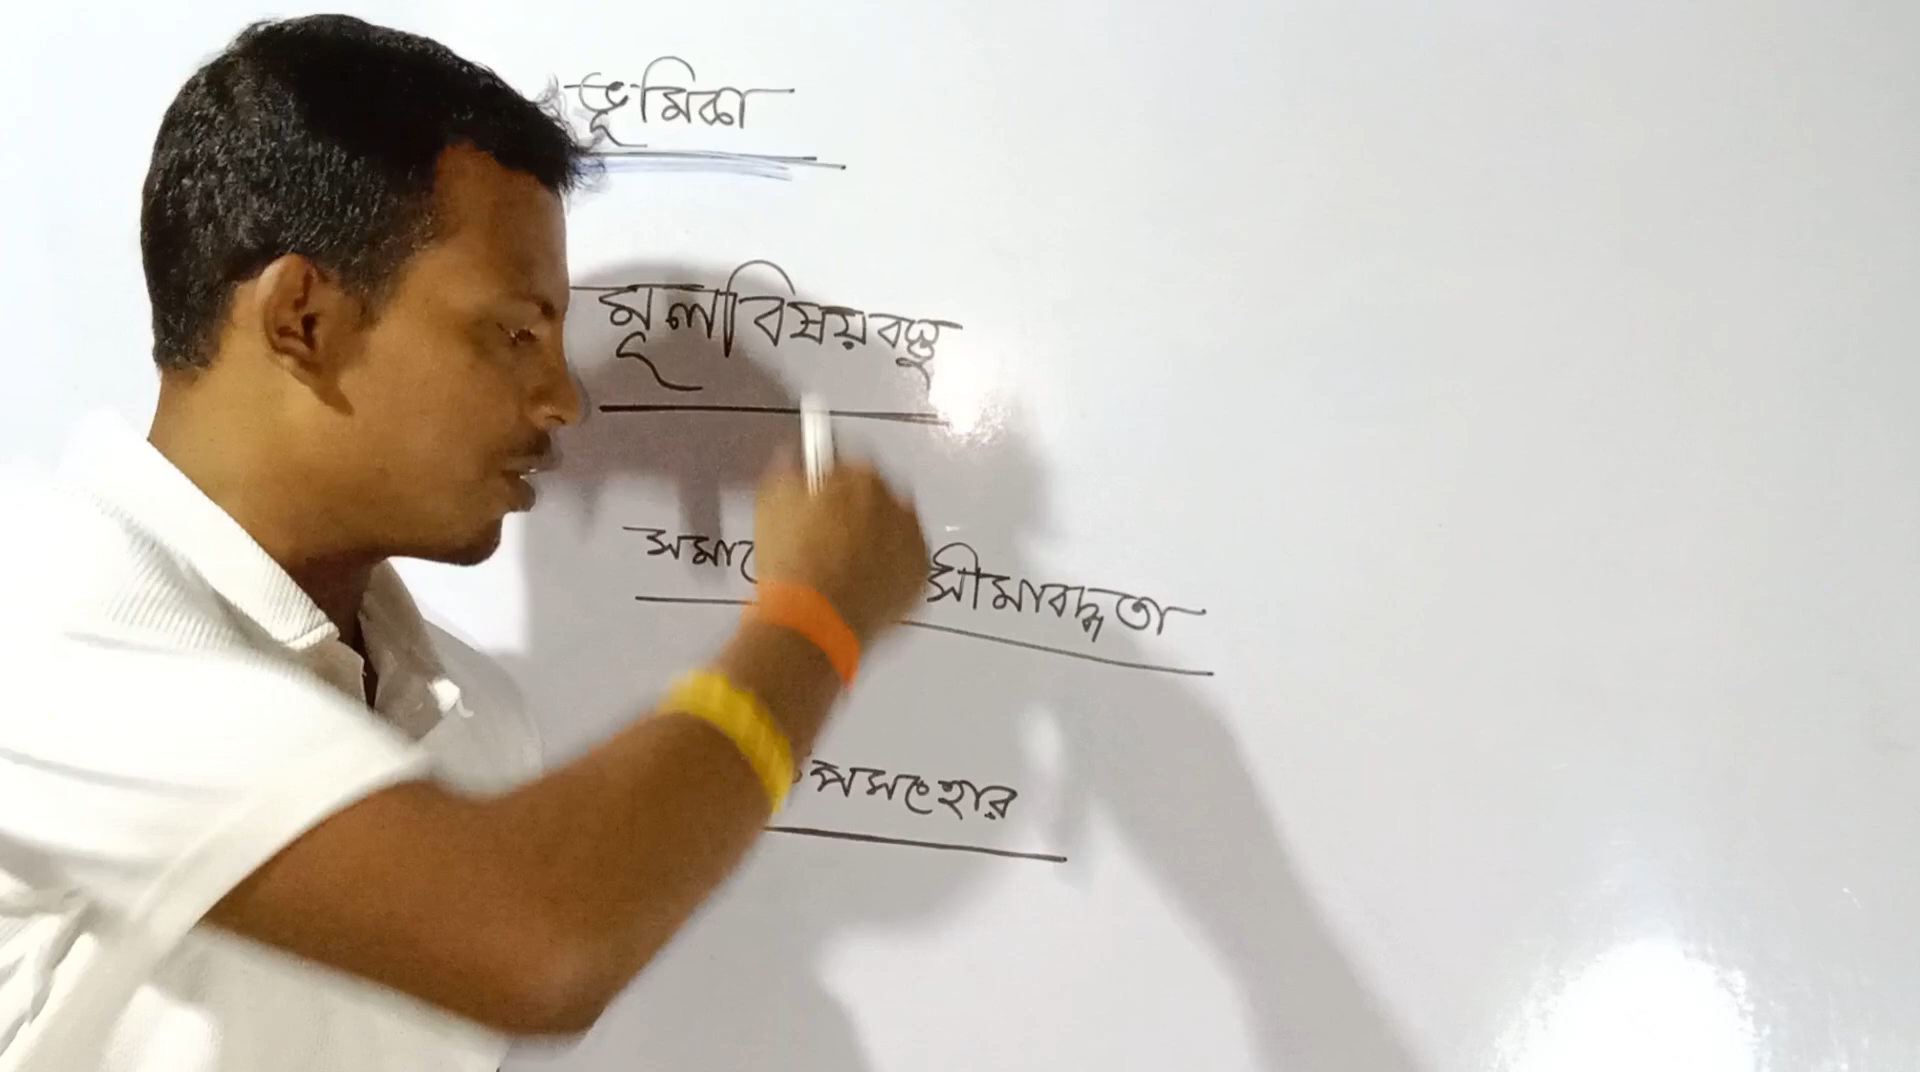 ভূমিকা
মূল বিষয়বস্তু
সীমাবদ্ধতা
উপসংহার